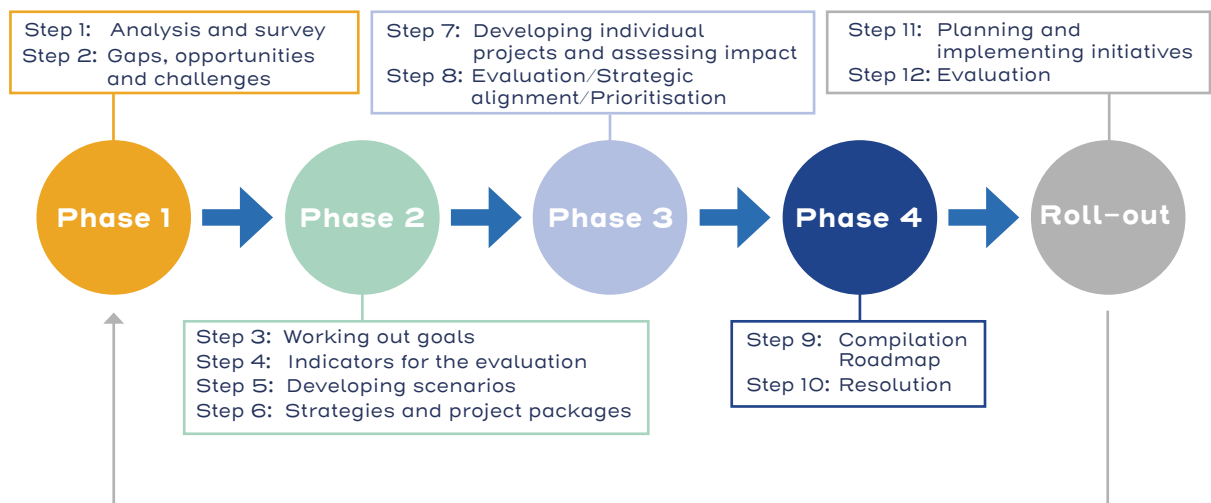 Step 1: Analysis and survey
Step 2: Gaps, opportunities
and challenges
Step 7: Developing individual
projects and assessing impact
Step 8: Evaluation/Strategic
alignment/Prioritisation
Step 11: Planning and
implementing initiatives
Step 12: Evaluation
Phase 1
Phase 2
Phase 3
Phase 4
Roll-out
Step 3: Working out goals
Step 4: Indicators for the evaluation
Step 5: Developing scenarios
Step 6: Strategies and project packages
Step 9: Compilation
Roadmap
Step 10: Resolution